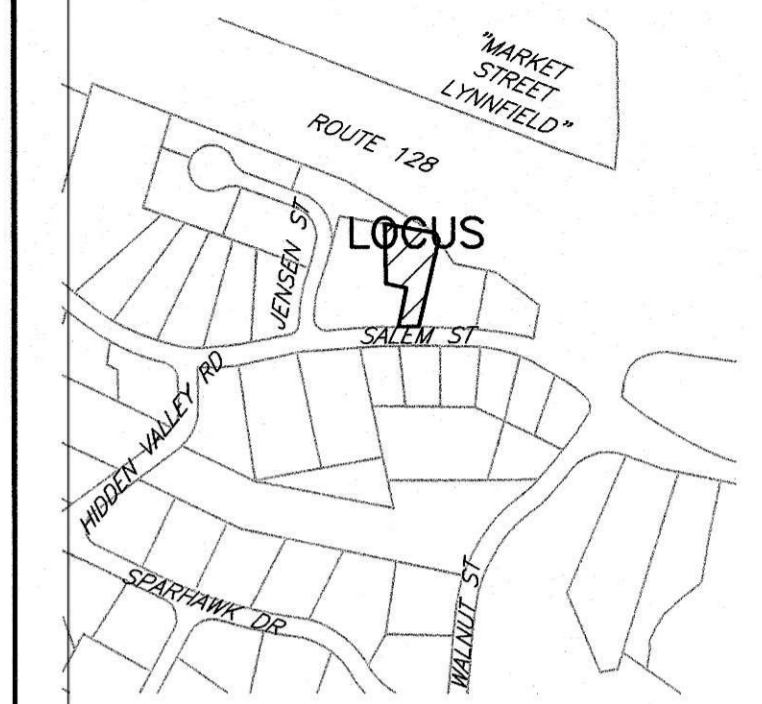 "MARKET
STREET
LYNNFIELD"
ROUTE 128
LOCUS
JENSEN ST
SALEM ST
HIDDEN VALLEY RD
SPARHAWK DR
WALNUT ST